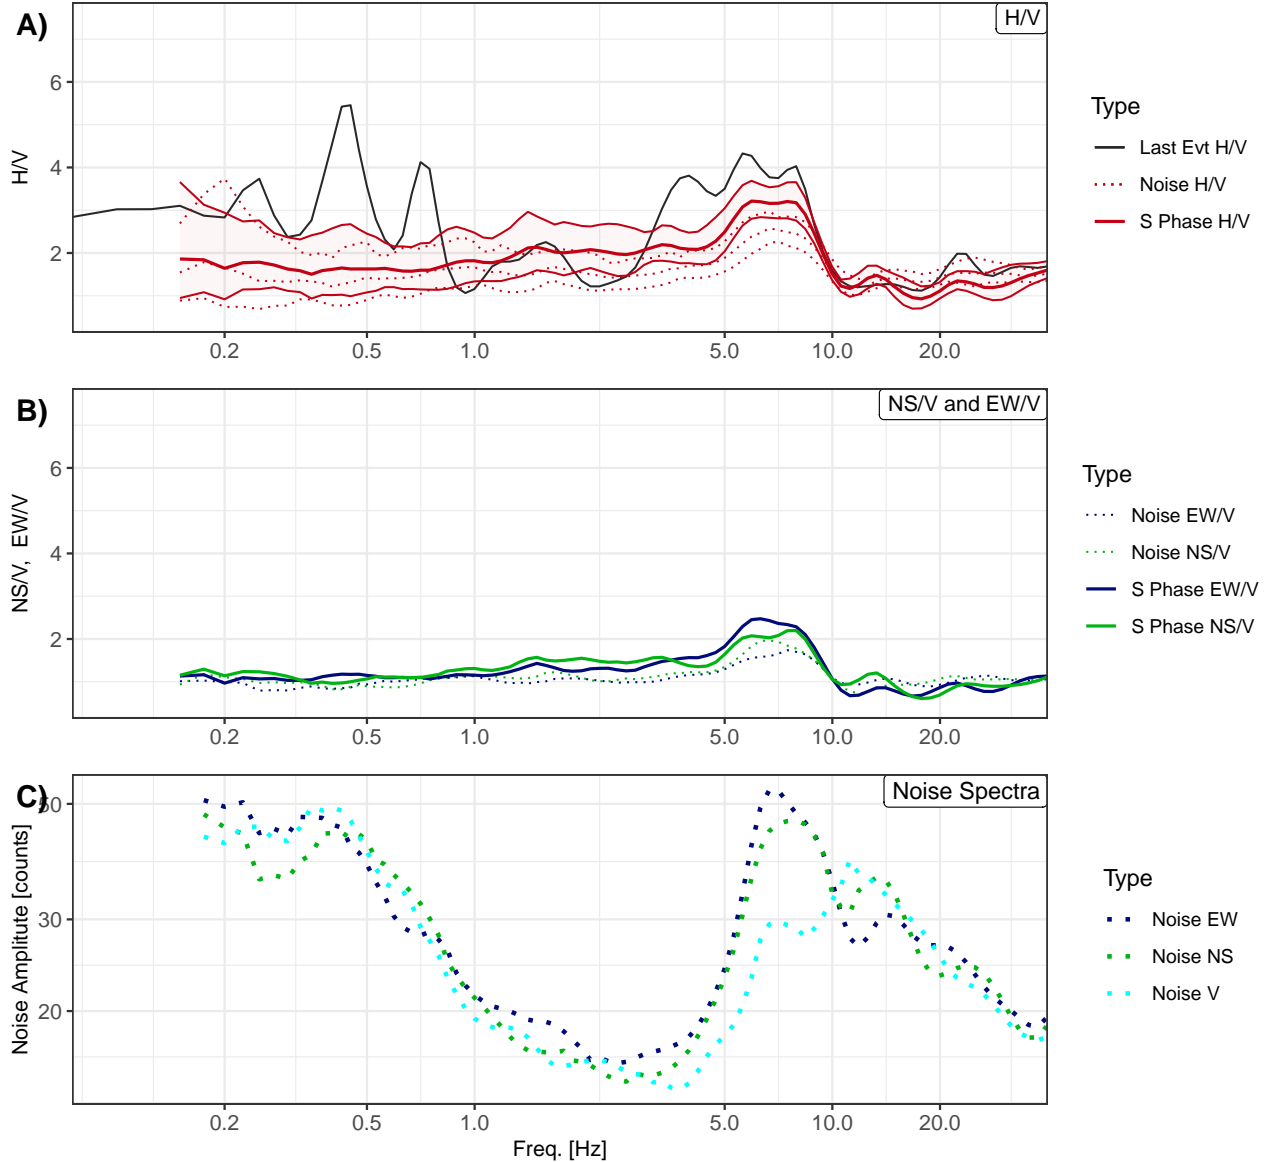 A)
H/V
H/V
6
4
2
0.2 0.5 1.0 5.0 10.0 20.0
Type
Last Evt H/V
Noise H/V
S Phase H/V
B)
NS/V and EW/V
NS/V, EW/V
6
4
2
0.2 0.5 1.0 5.0 10.0 20.0
Type
Noise EW/V
Noise NS/V
S Phase EW/V
S Phase NS/V
C)
Noise Spectra
Noise Amplitude [counts]
50
30
20
0.2 0.5 1.0 5.0 10.0 20.0
Freq. [Hz]
Type
Noise EW
Noise NS
Noise V